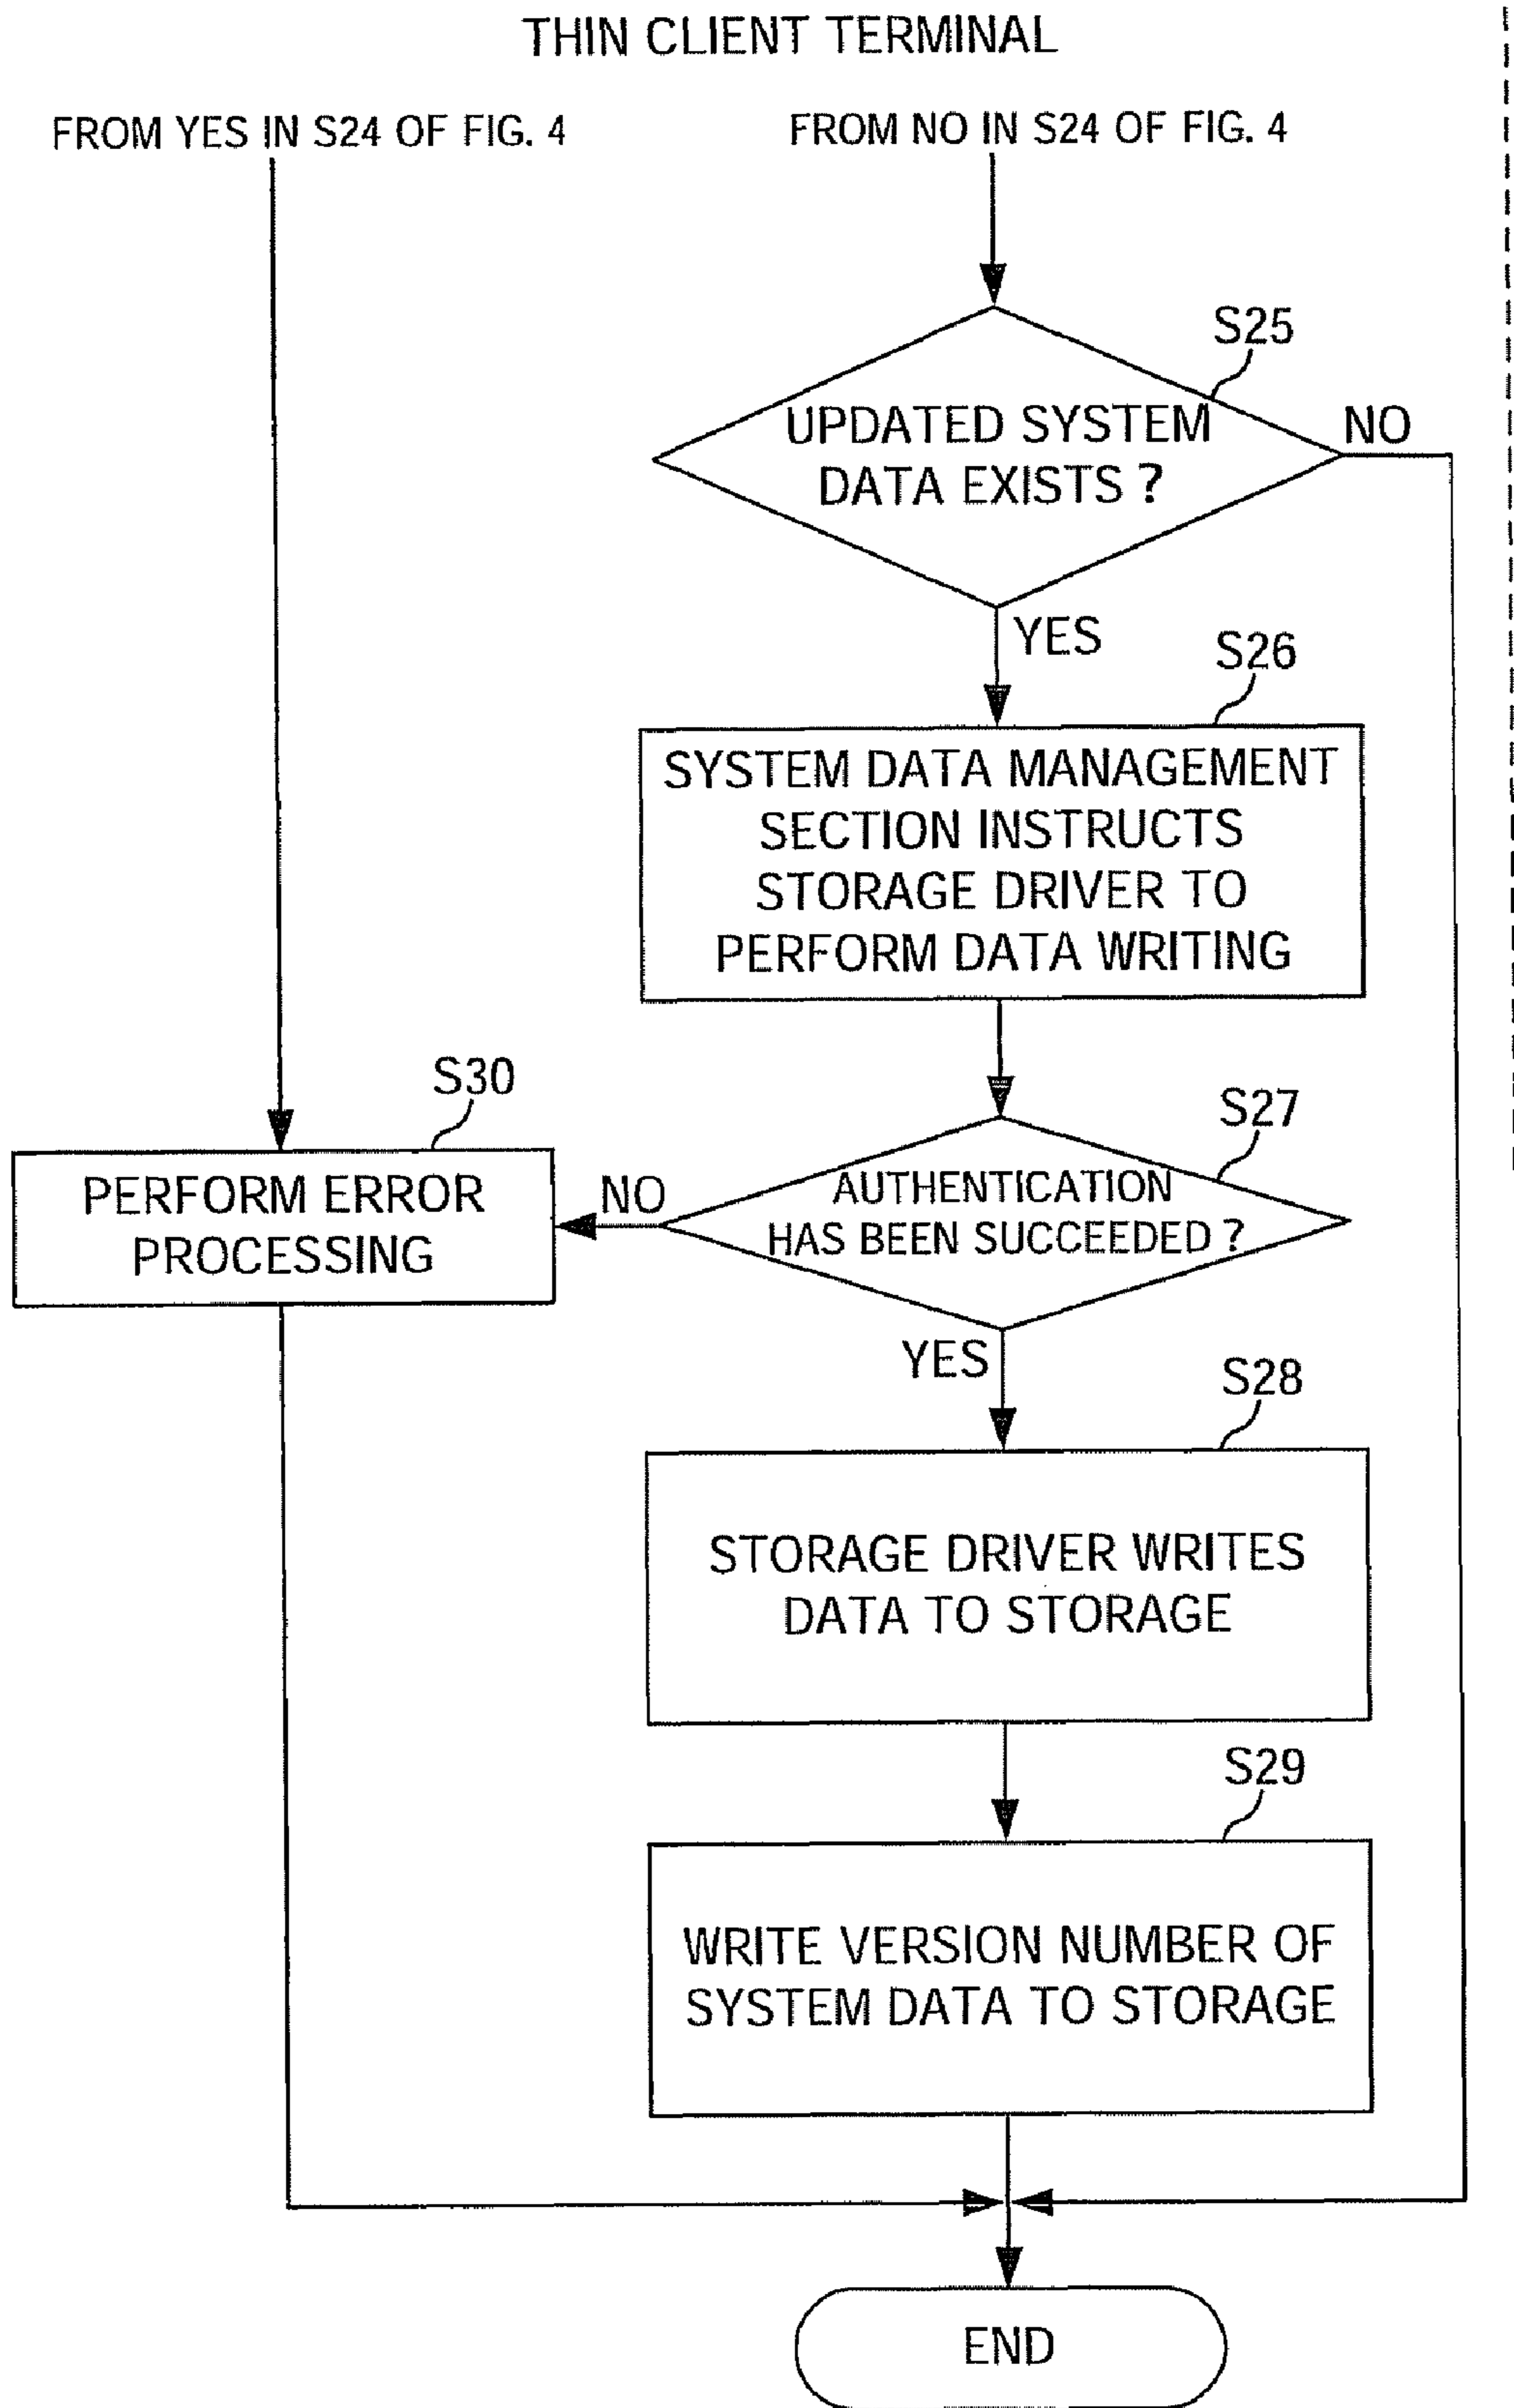 THIN CLIENT TERMINAL
FROM YES IN S24 OF FIG. 4
FROM NO IN S24 OF FIG. 4
S25
UPDATED SYSTEM
DATA EXISTS ?
NO
YES
S26
SYSTEM DATA MANAGEMENT
SECTION INSTRUCTS
STORAGE DRIVER TO
PERFORM DATA WRITING
S30
PERFORM ERROR
PROCESSING
NO
S27
AUTHENTICATION
HAS BEEN SUCCEEDED ?
YES
S28
STORAGE DRIVER WRITES
DATA TO STORAGE
S29
WRITE VERSION NUMBER OF
SYSTEM DATA TO STORAGE
END